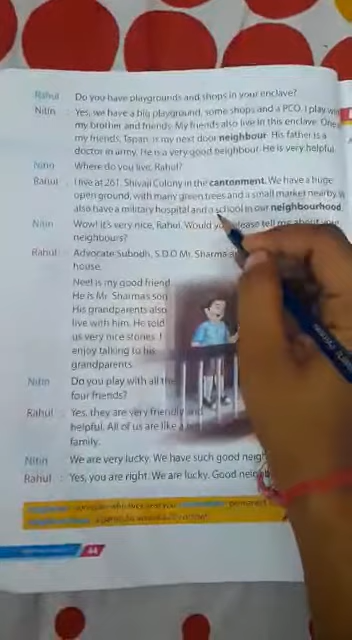 Rahul : Do you have playgrounds and shops in your enclave?
Nitin : Yes, we have a big playground, some shops and a PCO. I play with
my brother and friends. My friends also live in this enclave. One
my friends, Tapan, is my next door neighbour. His father is a
doctor in army. He is a very good neighbour. He is very helpful.
Nitin : Where do you live, Rahul?
Rahul : I live at 261, Shivaji Colony in the cantonment. We have a huge
open ground, with many green trees and a small market nearby.
also have a military hospital and a school in our neighbourhood.
Nitin : Wow! It's very nice, Rahul. Would you please tell me about your
neighbours?
Rahul : Advocate Subodh, S.D.O Mr. Sharma
house.
Neel is my good friend.
He is Mr. Sharma's son.
His grandparents also
live with him. He told
us very nice stories. I
enjoy talking to his
grandparents.
Nitin : Do you play with all the
four friends?
Rahul : Yes, they are very friendly and
helpful. All of us are like a
family.
Nitin : We are very lucky. We have such good
Rahul : Yes, you are right. We are lucky. Good
44